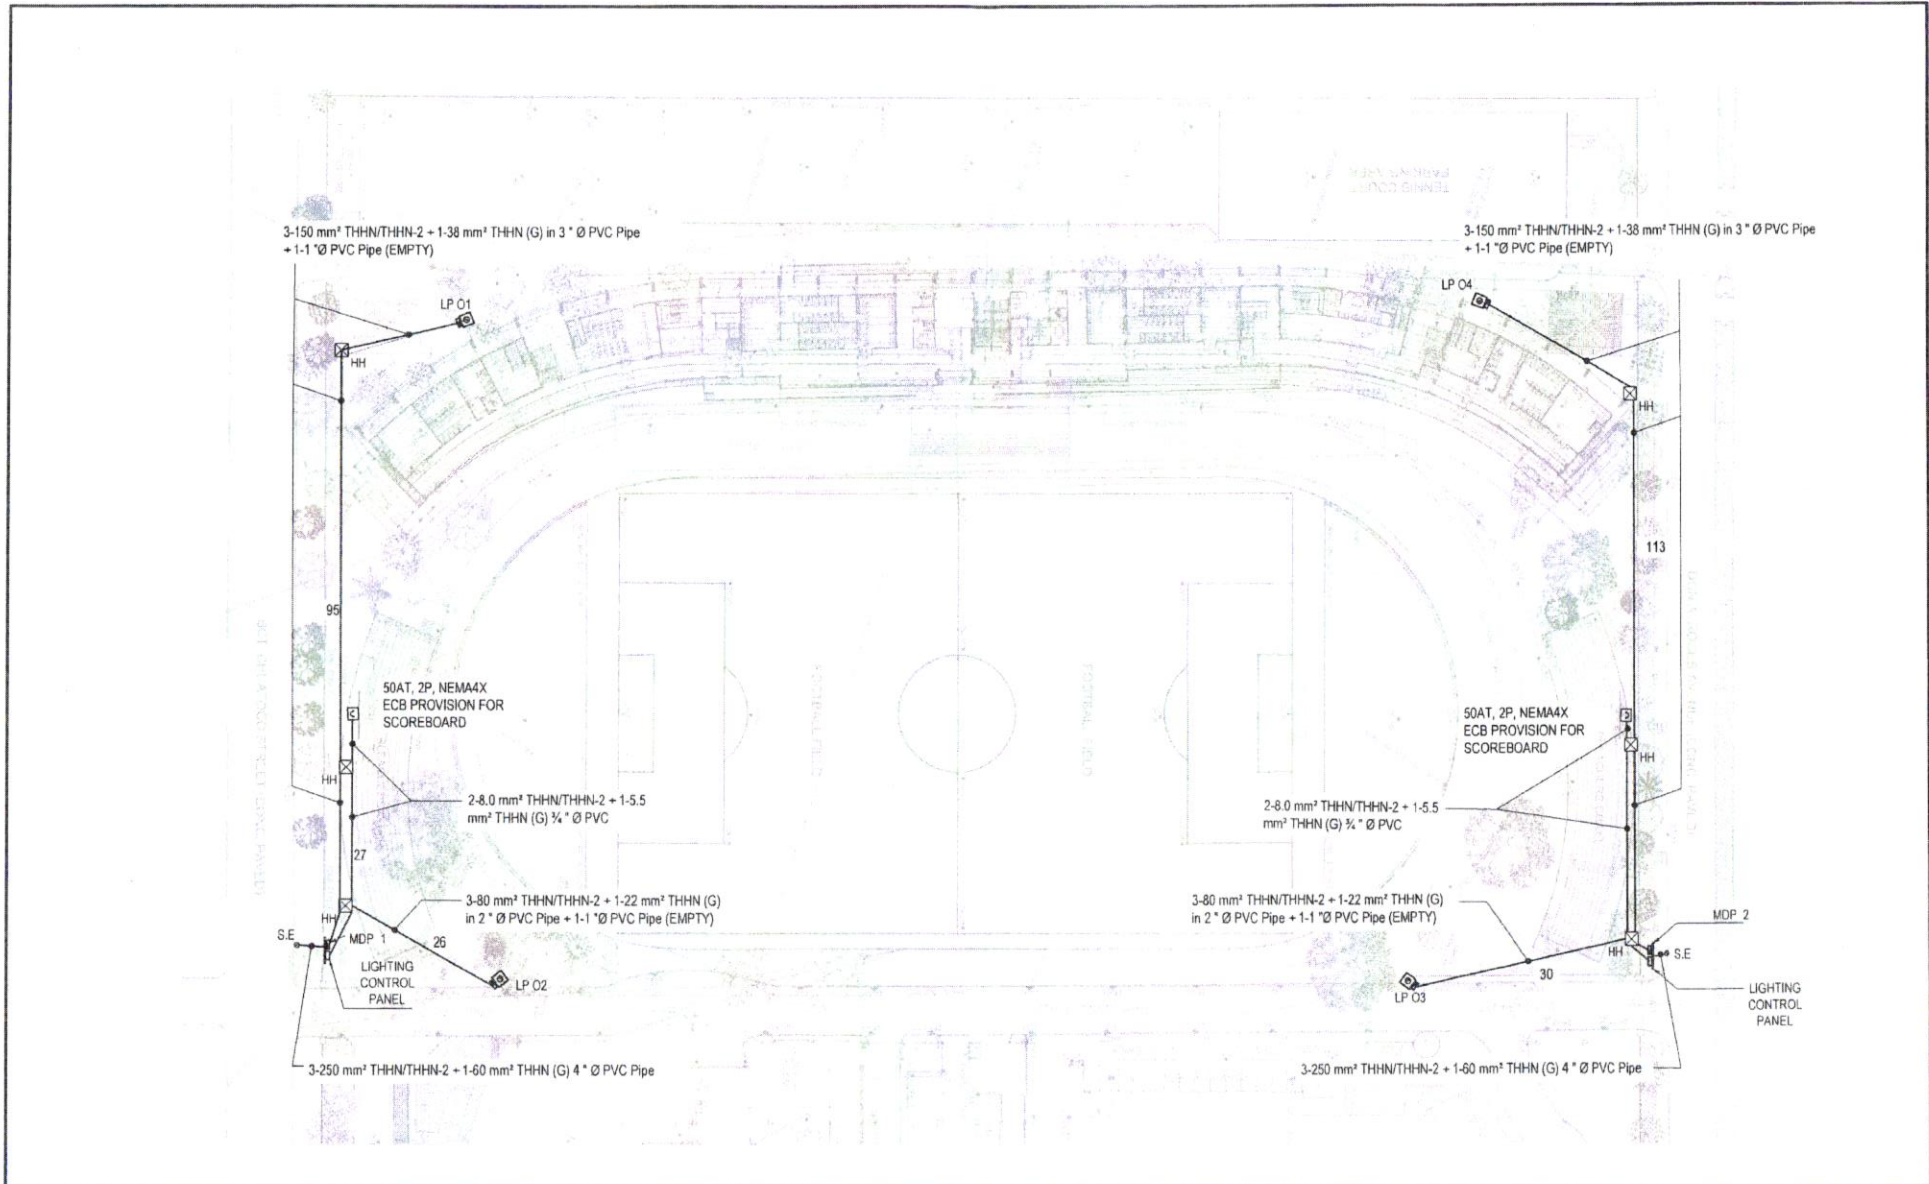 3-150 mm² THHN/THHN-2 + 1-38 mm² THHN (G) in 3 " Ø PVC Pipe
+ 1-1 "Ø PVC Pipe (EMPTY)
3-150 mm² THHN/THHN-2 + 1-38 mm² THHN (G) in 3 " Ø PVC Pipe
+ 1-1 "Ø PVC Pipe (EMPTY)
LP O1
LP O4
HH
HH
113
95
50AT, 2P, NEMA4X
ECB PROVISION FOR
SCOREBOARD
50AT, 2P, NEMA4X
ECB PROVISION FOR
SCOREBOARD
HH
HH
2-8.0 mm² THHN/THHN-2 + 1-5.5
mm² THHN (G) ¾ " Ø PVC
2-8.0 mm² THHN/THHN-2 + 1-5.5
mm² THHN (G) ¾ " Ø PVC
27
3-80 mm² THHN/THHN-2 + 1-22 mm² THHN (G)
in 2 " Ø PVC Pipe + 1-1 "Ø PVC Pipe (EMPTY)
3-80 mm² THHN/THHN-2 + 1-22 mm² THHN (G)
in 2 " Ø PVC Pipe + 1-1 "Ø PVC Pipe (EMPTY)
HH
S.E
MDP 1
26
LIGHTING
CONTROL
PANEL
LP O2
MDP 2
HH
S.E
30
LP O3
LIGHTING
CONTROL
PANEL
3-250 mm² THHN/THHN-2 + 1-60 mm² THHN (G) 4 " Ø PVC Pipe
3-250 mm² THHN/THHN-2 + 1-60 mm² THHN (G) 4 " Ø PVC Pipe